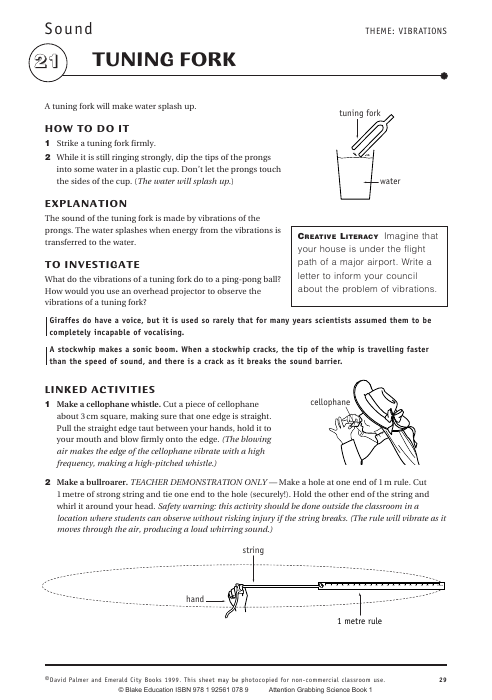 Sound
THEME: VIBRATIONS
21
TUNING FORK
A tuning fork will make water splash up.
HOW TO DO IT
1 Strike a tuning fork firmly.
2 While it is still ringing strongly, dip the tips of the prongs
into some water in a plastic cup. Don't let the prongs touch
the sides of the cup. (The water will splash up.)
tuning fork
water
EXPLANATION
The sound of the tuning fork is made by vibrations of the
prongs. The water splashes when energy from the vibrations is
transferred to the water.
TO INVESTIGATE
What do the vibrations of a tuning fork do to a ping-pong ball?
How would you use an overhead projector to observe the
vibrations of a tuning fork?
CREATIVE LITERACY Imagine that
your house is under the flight
path of a major airport. Write a
letter to inform your council
about the problem of vibrations.
Giraffes do have a voice, but it is used so rarely that for many years scientists assumed them to be
completely incapable of vocalising.
A stockwhip makes a sonic boom. When a stockwhip cracks, the tip of the whip is travelling faster
than the speed of sound, and there is a crack as it breaks the sound barrier.
LINKED ACTIVITIES
1 Make a cellophane whistle. Cut a piece of cellophane
about 3 cm square, making sure that one edge is straight.
Pull the straight edge taut between your hands, hold it to
your mouth and blow firmly onto the edge. (The blowing
air makes the edge of the cellophane vibrate with a high
frequency, making a high-pitched whistle.)
cellophane
2 Make a bullroarer. TEACHER DEMONSTRATION ONLY — Make a hole at one end of 1 m rule. Cut
1 metre of strong string and tie one end to the hole (securely!). Hold the other end of the string and
whirl it around your head. Safety warning: this activity should be done outside the classroom in a
location where students can observe without risking injury if the string breaks. (The rule will vibrate as it
moves through the air, producing a loud whirring sound.)
string
hand
1 metre rule
©David Palmer and Emerald City Books 1999. This sheet may be photocopied for non-commercial classroom use.
29
© Blake Education ISBN 978 1 92561 078 9 Attention Grabbing Science Book 1